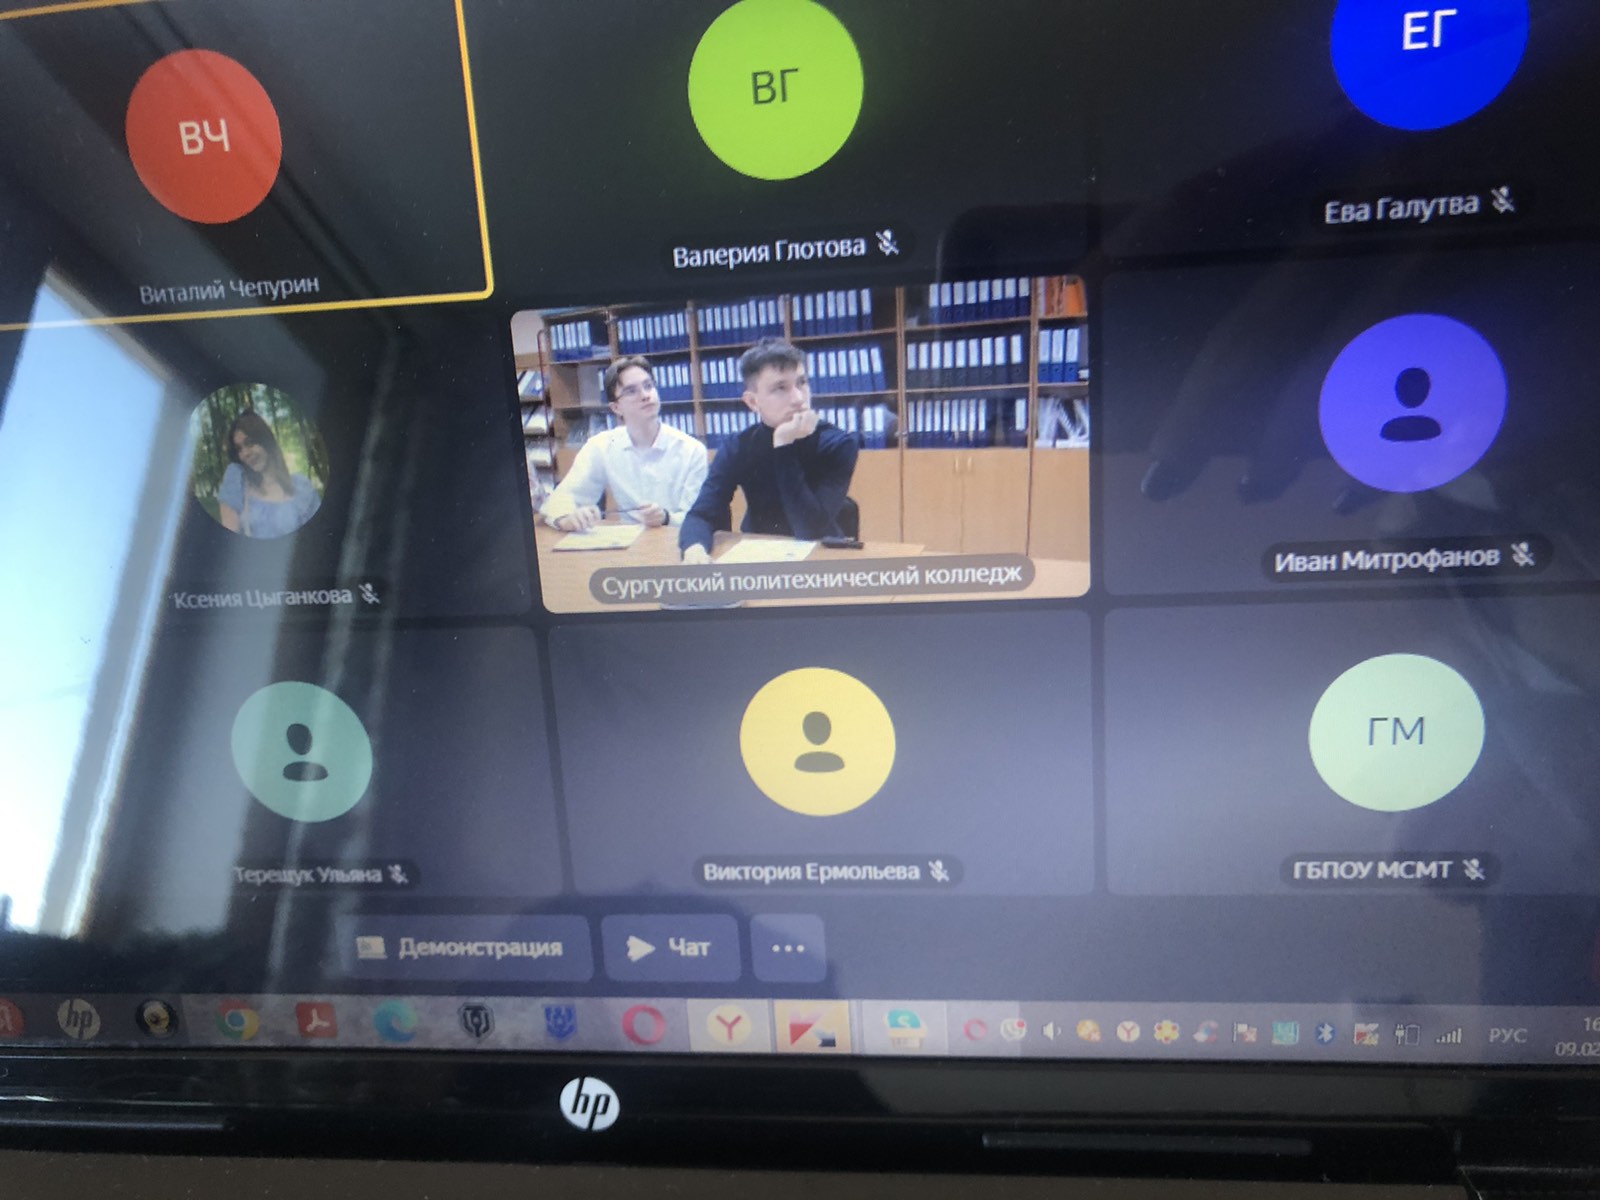 ВЧ
ВГ
ЕГ
Виталий Чепурин
Валерия Глотова
Ева Галутва
Ксения Цыганкова
Сургутский политехнический колледж
Иван Митрофанов
ГМ
Терещук Ульяна
Виктория Ермольева
ГБПОУ МСМТ
Демонстрация
Чат
hp
РУС
16
09.02
hp